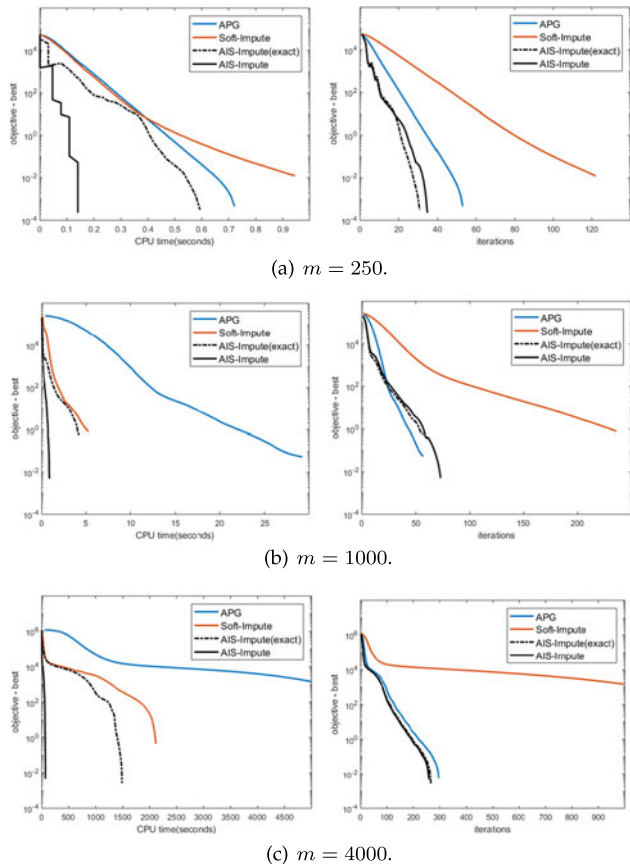 APG
Soft-Impute
AIS-Impute(exact)
AIS-Impute
objective - best
10^4
10^2
10^0
10^-2
10^-4
0 0.1 0.2 0.3 0.4 0.5 0.6 0.7 0.8 0.9
CPU time(seconds)
APG
Soft-Impute
AIS-Impute(exact)
AIS-Impute
objective - best
10^4
10^2
10^0
10^-2
10^-4
0 20 40 60 80 100 120
iterations
(a) m = 250.
APG
Soft-Impute
AIS-Impute(exact)
AIS-Impute
objective - best
10^4
10^2
10^0
10^-2
10^-4
0 5 10 15 20 25
CPU time(seconds)
APG
Soft-Impute
AIS-Impute(exact)
AIS-Impute
objective - best
10^4
10^2
10^0
10^-2
10^-4
0 50 100 150 200
iterations
(b) m = 1000.
APG
Soft-Impute
AIS-Impute(exact)
AIS-Impute
objective - best
10^6
10^4
10^2
10^0
10^-2
10^-4
0 500 1000 1500 2000 2500 3000 3500 4000 4500
CPU time(seconds)
APG
Soft-Impute
AIS-Impute(exact)
AIS-Impute
objective - best
10^6
10^4
10^2
10^0
10^-2
10^-4
0 100 200 300 400 500 600 700 800 900
iterations
(c) m = 4000.